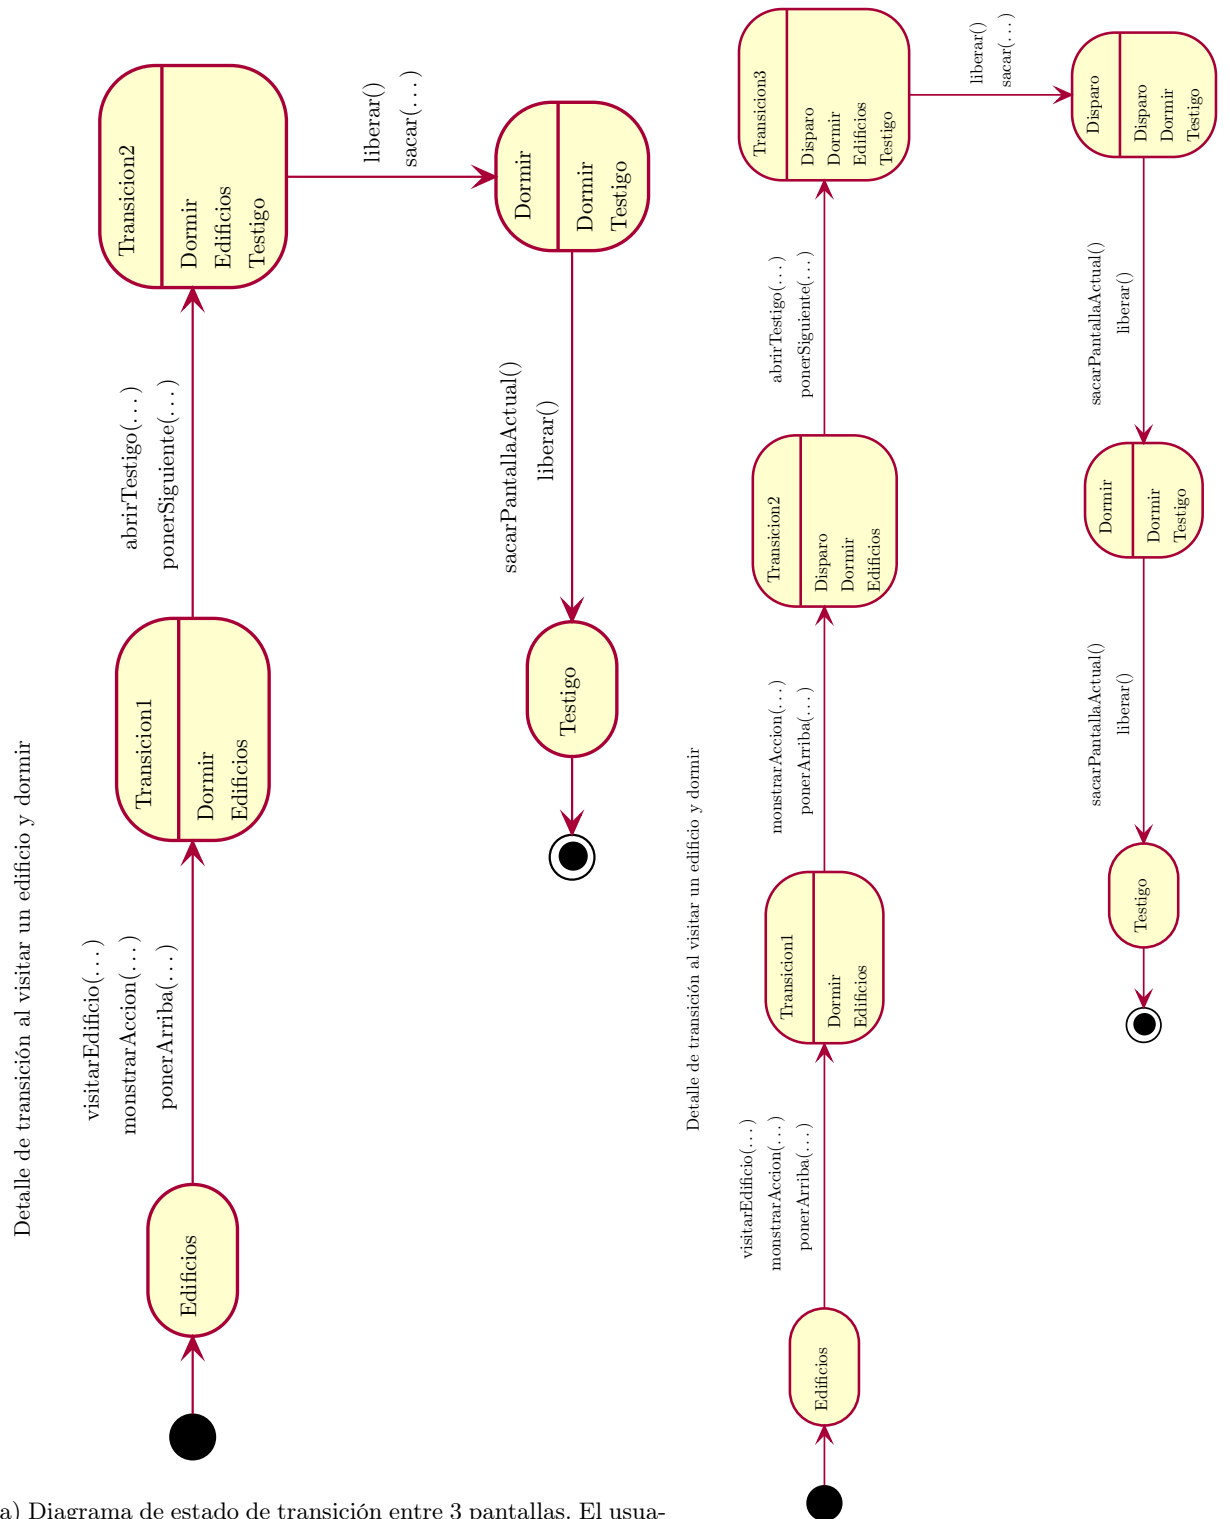 Detalle de transición al visitar un edificio y dormir
Edificios
visitarEdificio(...)
monstrarAccion(...)
ponerArriba(...)
Transicion1
Dormir
Edificios
abrirTestigo(...)
ponerSiguiente(...)
Transicion2
Dormir
Edificios
Testigo
liberar()
sacar(...)
Dormir
Dormir
Testigo
sacarPantallaActual()
liberar()
Testigo
a) Diagrama de estado de transición entre 3 pantallas. El usua-
Detalle de transición al visitar un edificio y dormir
Edificios
visitarEdificio(...)
monstrarAccion(...)
ponerArriba(...)
Transicion1
Dormir
Edificios
monstrarAccion(...)
ponerArriba(...)
Transicion2
Disparo
Dormir
Edificios
abrirTestigo(...)
ponerSiguiente(...)
Transicion3
Disparo
Dormir
Edificios
Testigo
liberar()
sacar(...)
Disparo
Disparo
Dormir
Testigo
sacarPantallaActual()
liberar()
Dormir
Dormir
Testigo
sacarPantallaActual()
liberar()
Testigo